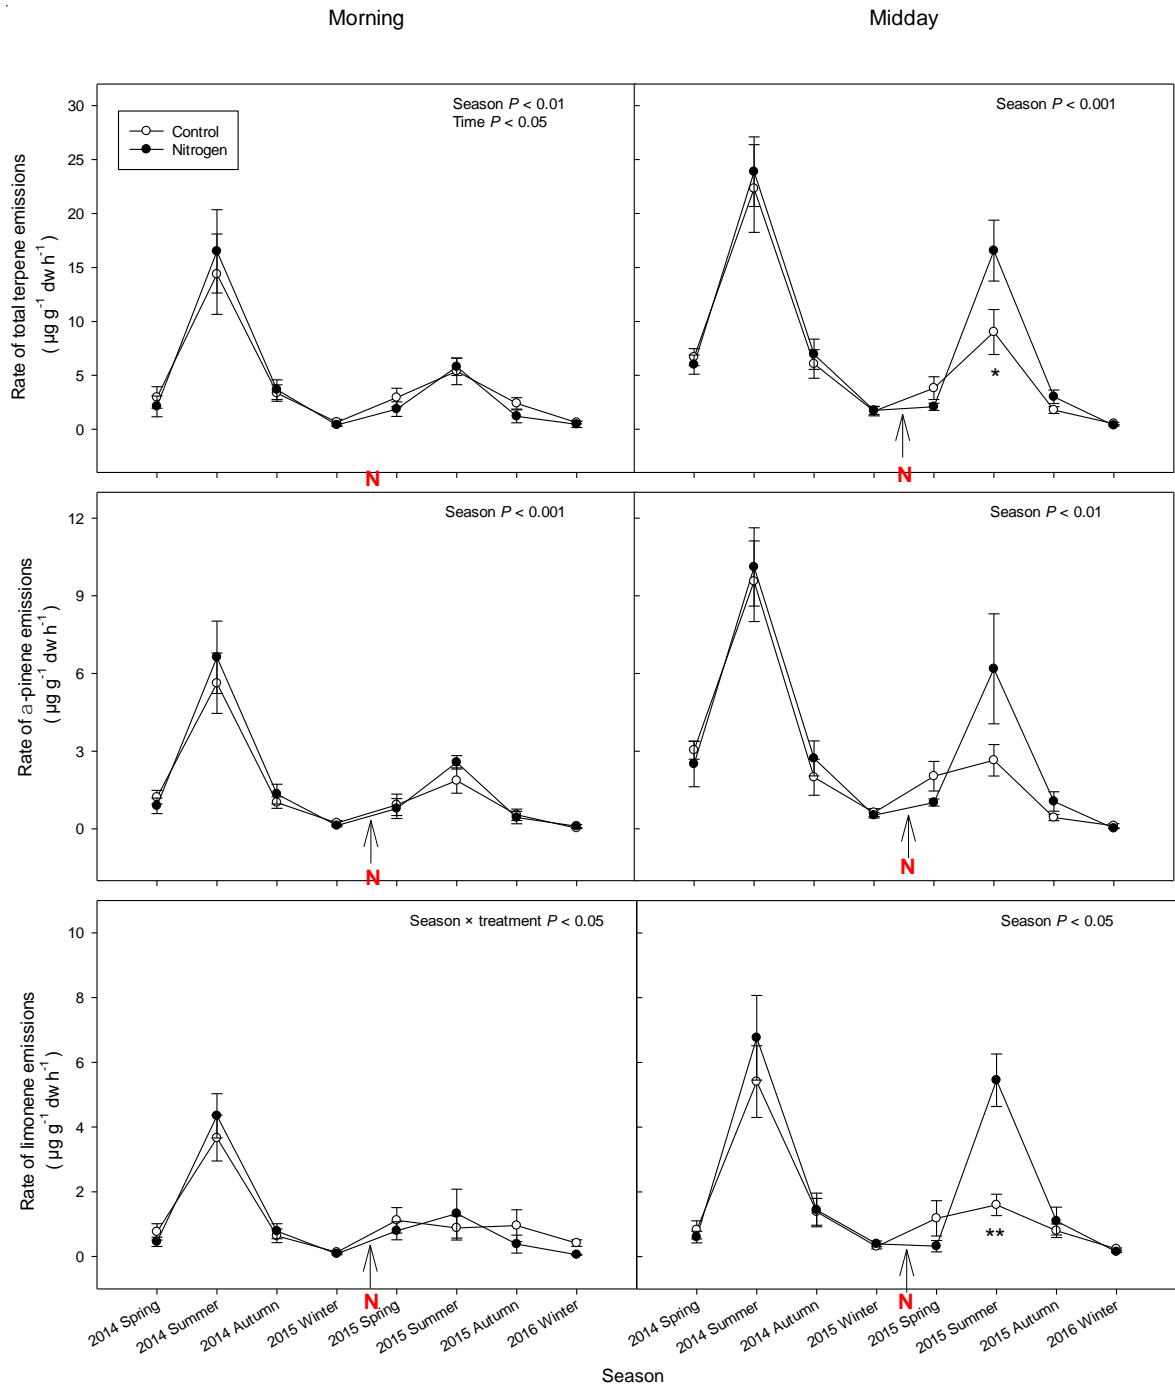 Morning
Midday
Rate of total terpene emissions
( µg g⁻¹ dw h⁻¹ )
30
25
20
15
10
5
0
Control
Nitrogen
Season P < 0.01
Time P < 0.05
N
Season P < 0.001
*
N
Rate of a-pinene emissions
( µg g⁻¹ dw h⁻¹ )
12
9
6
3
0
Season P < 0.001
N
Season P < 0.01
N
Rate of limonene emissions
( µg g⁻¹ dw h⁻¹ )
10
8
6
4
2
0
Season × treatment P < 0.05
N
Season P < 0.05
**
N
2014 Spring
2014 Summer
2014 Autumn
2015 Winter
2015 Spring
2015 Summer
2015 Autumn
2016 Winter
2014 Spring
2014 Summer
2014 Autumn
2015 Winter
2015 Spring
2015 Summer
2015 Autumn
2016 Winter
Season